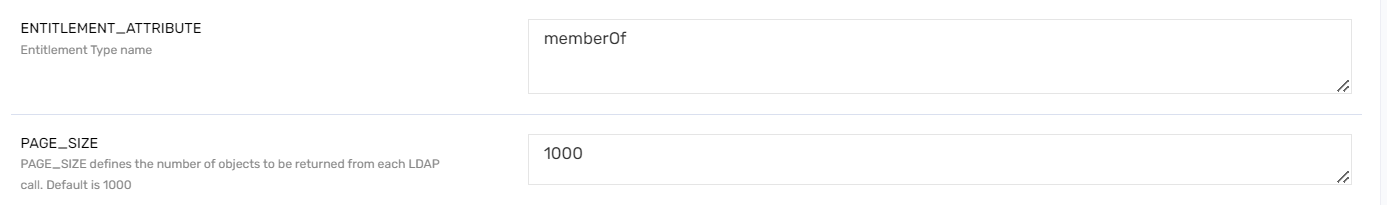 ENTITLEMENT_ATTRIBUTE
Entitlement Type name
memberOf
PAGE_SIZE
PAGE_SIZE defines the number of objects to be returned from each LDAP
call. Default is 1000
1000